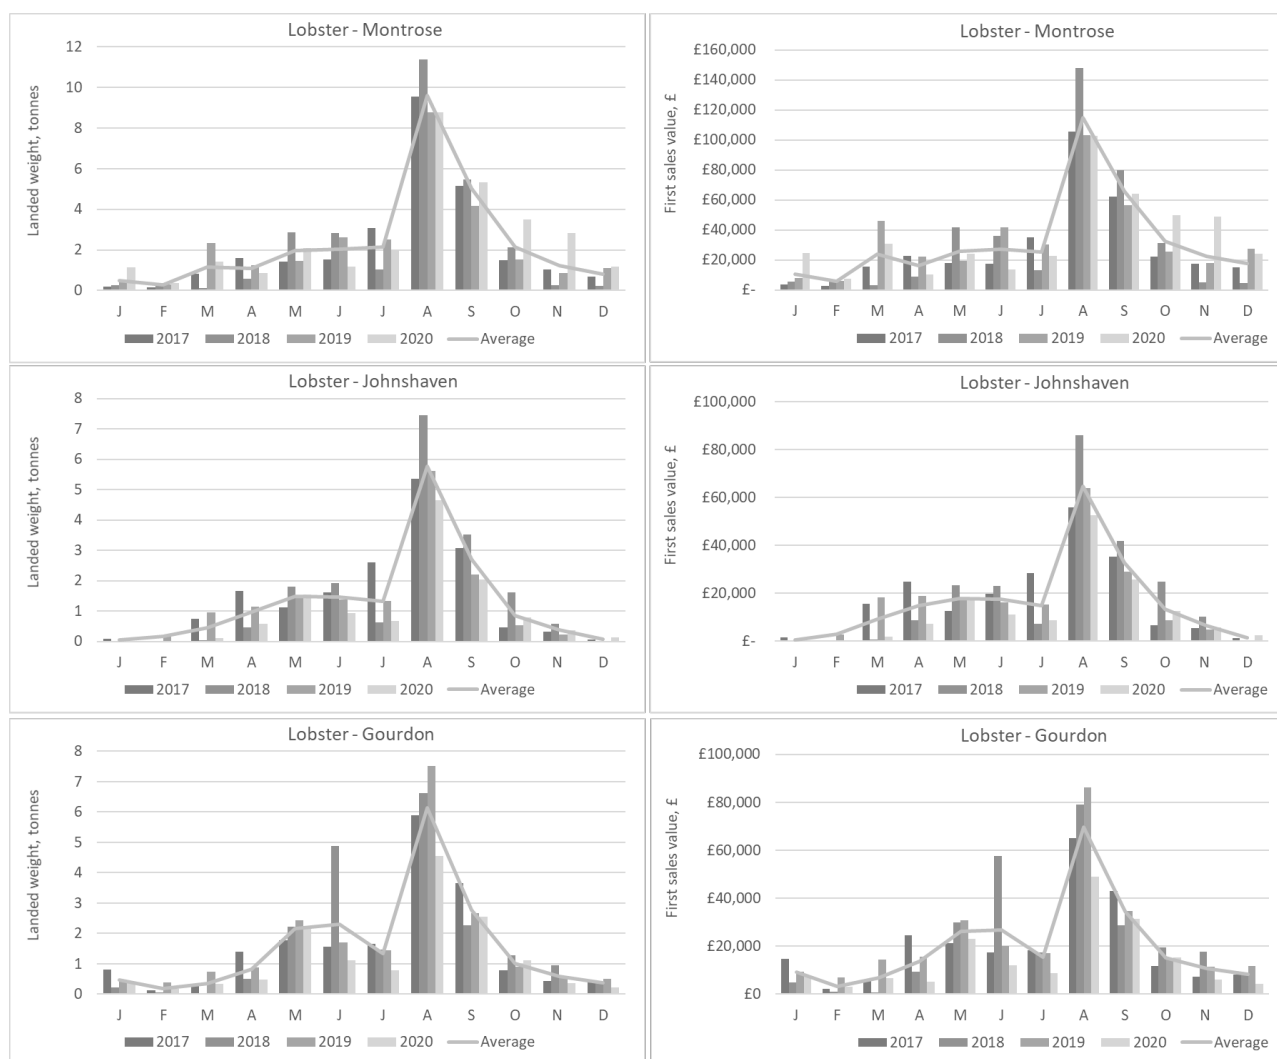 Lobster - Montrose
Landed weight, tonnes
12
10
8
6
4
2
0
J F M A M J J A S O N D
2017 2018 2019 2020 Average
Lobster - Montrose
First sales value, £
£160,000
£140,000
£120,000
£100,000
£80,000
£60,000
£40,000
£20,000
£-
J F M A M J J A S O N D
2017 2018 2019 2020 Average
Lobster - Johnshaven
Landed weight, tonnes
8
7
6
5
4
3
2
1
0
J F M A M J J A S O N D
2017 2018 2019 2020 Average
Lobster - Johnshaven
First sales value, £
£100,000
£80,000
£60,000
£40,000
£20,000
£-
J F M A M J J A S O N D
2017 2018 2019 2020 Average
Lobster - Gourdon
Landed weight, tonnes
8
7
6
5
4
3
2
1
0
J F M A M J J A S O N D
2017 2018 2019 2020 Average
Lobster - Gourdon
First sales value, £
£100,000
£80,000
£60,000
£40,000
£20,000
£0
J F M A M J J A S O N D
2017 2018 2019 2020 Average